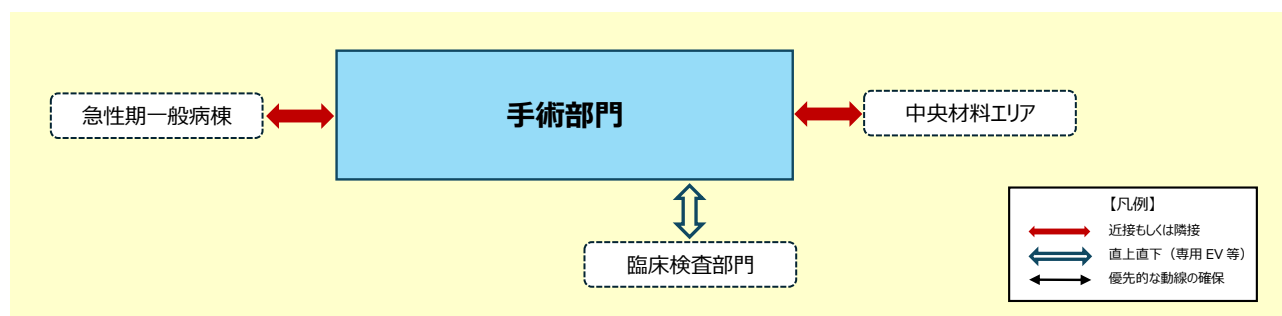 手術部門
急性期一般病棟
中央材料エリア
臨床検査部門
【凡例】
近接もしくは隣接
直上直下（専用 EV 等）
優先的な動線の確保